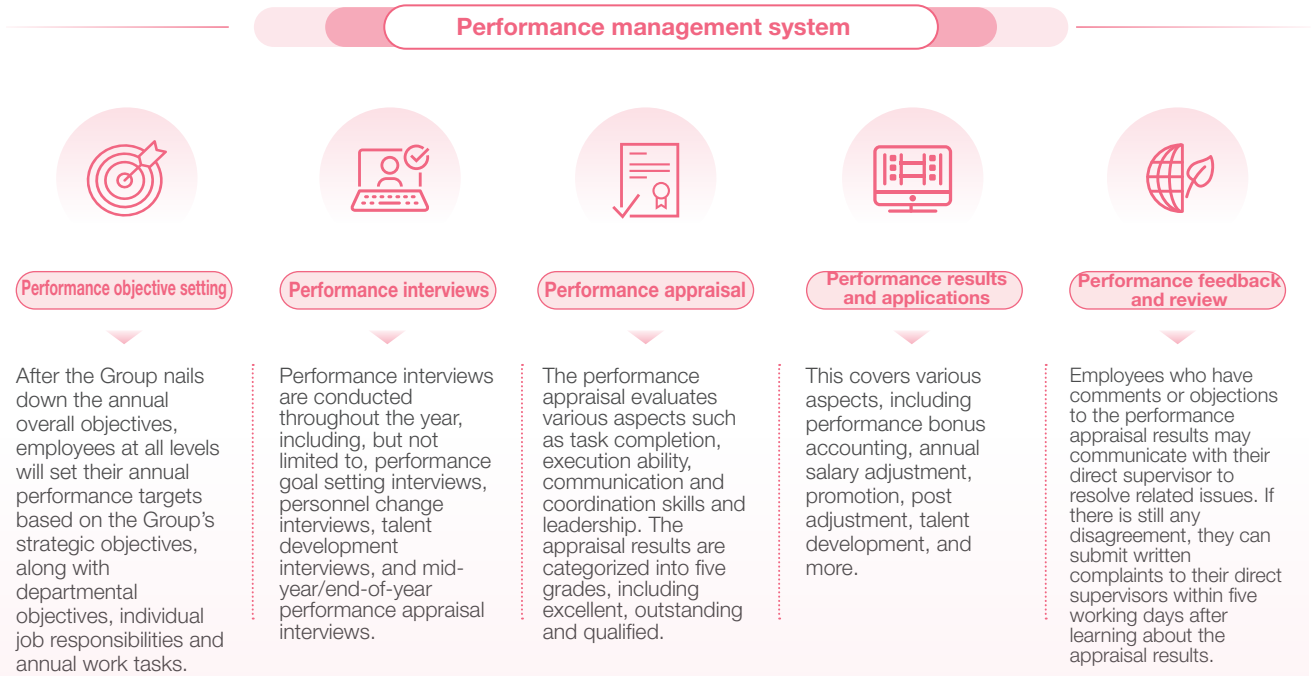 Performance management system
Performance objective setting
After the Group nails
down the annual
overall objectives,
employees at all levels
will set their annual
performance targets
based on the Group's
strategic objectives,
along with
departmental
objectives, individual
job responsibilities and
annual work tasks.
Performance interviews
Performance interviews
are conducted
throughout the year,
including, but not
limited to, performance
goal setting interviews,
personnel change
interviews, talent
development
interviews, and mid-
year/end-of-year
performance appraisal
interviews.
Performance appraisal
The performance
appraisal evaluates
various aspects such
as task completion,
execution ability,
communication and
coordination skills and
leadership. The
appraisal results are
categorized into five
grades, including
excellent, outstanding
and qualified.
Performance results
and applications
This covers various
aspects, including
performance bonus
accounting, annual
salary adjustment,
promotion, post
adjustment, talent
development, and
more.
Performance feedback
and review
Employees who have
comments or objections
to the performance
appraisal results may
communicate with their
direct supervisor to
resolve related issues. If
there is still any
disagreement, they can
submit written
complaints to their direct
supervisors within five
working days after
learning about the
appraisal results.